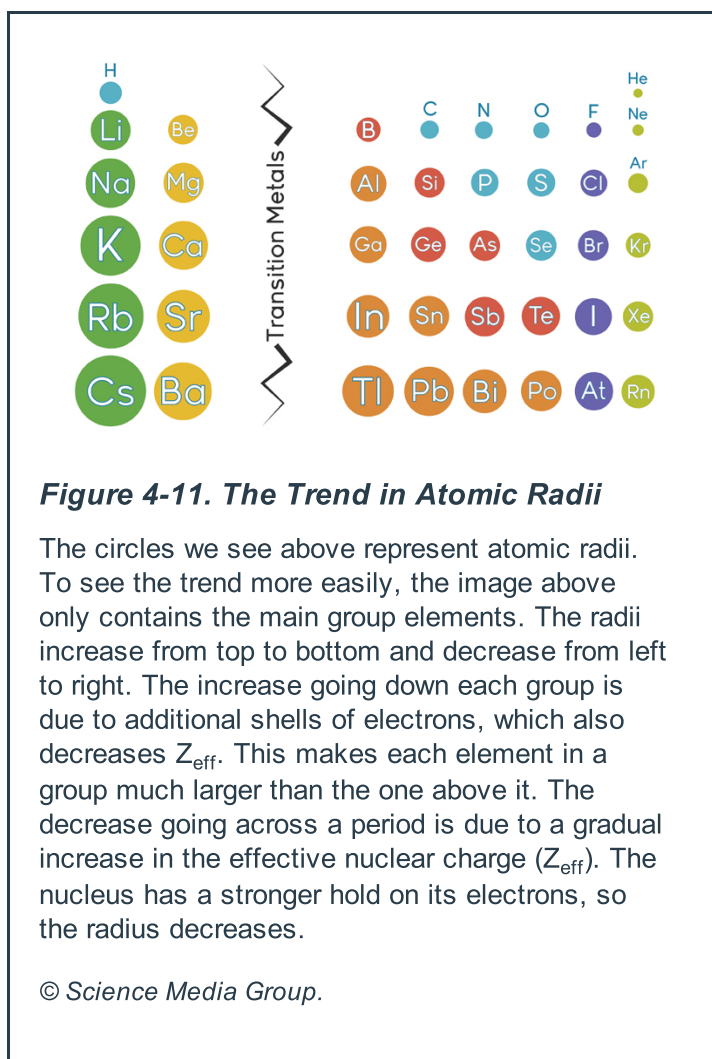 H
He
Li Be B C N O F Ne
Na Mg Al Si P S Cl Ar
K Ca Ga Ge As Se Br Kr
Rb Sr In Sn Sb Te I Xe
Cs Ba Tl Pb Bi Po At Rn
Transition Metals
Figure 4-11. The Trend in Atomic Radii
The circles we see above represent atomic radii.
To see the trend more easily, the image above
only contains the main group elements. The radii
increase from top to bottom and decrease from left
to right. The increase going down each group is
due to additional shells of electrons, which also
decreases Zeff. This makes each element in a
group much larger than the one above it. The
decrease going across a period is due to a gradual
increase in the effective nuclear charge (Zeff). The
nucleus has a stronger hold on its electrons, so
the radius decreases.
© Science Media Group.